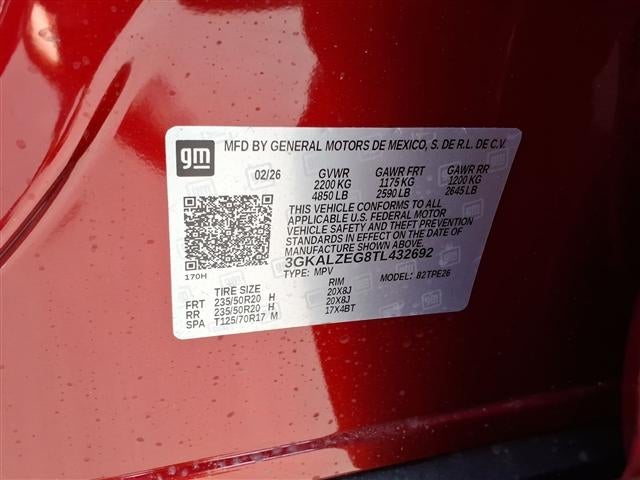 gm
MFD BY GENERAL MOTORS DE MEXICO, S. DE R.L. DE C.V.
02/26 GVWR GAWR FRT GAWR RR
2200 KG 1175 KG 1200 KG
4850 LB 2590 LB 2645 LB
THIS VEHICLE CONFORMS TO ALL
APPLICABLE U.S. FEDERAL MOTOR
VEHICLE SAFETY AND THEFT PREVENTION
STANDARDS IN EFFECT ON THE DATE OF
MANUFACTURE SHOWN ABOVE.
3GKALZEG8TL432692
170H
TYPE: MPV MODEL: 82TPE26
TIRE SIZE RIM
FRT 235/50R20 H 20X8J
RR 235/50R20 H 20X8J
SPA T125/70R17 M 17X4BT